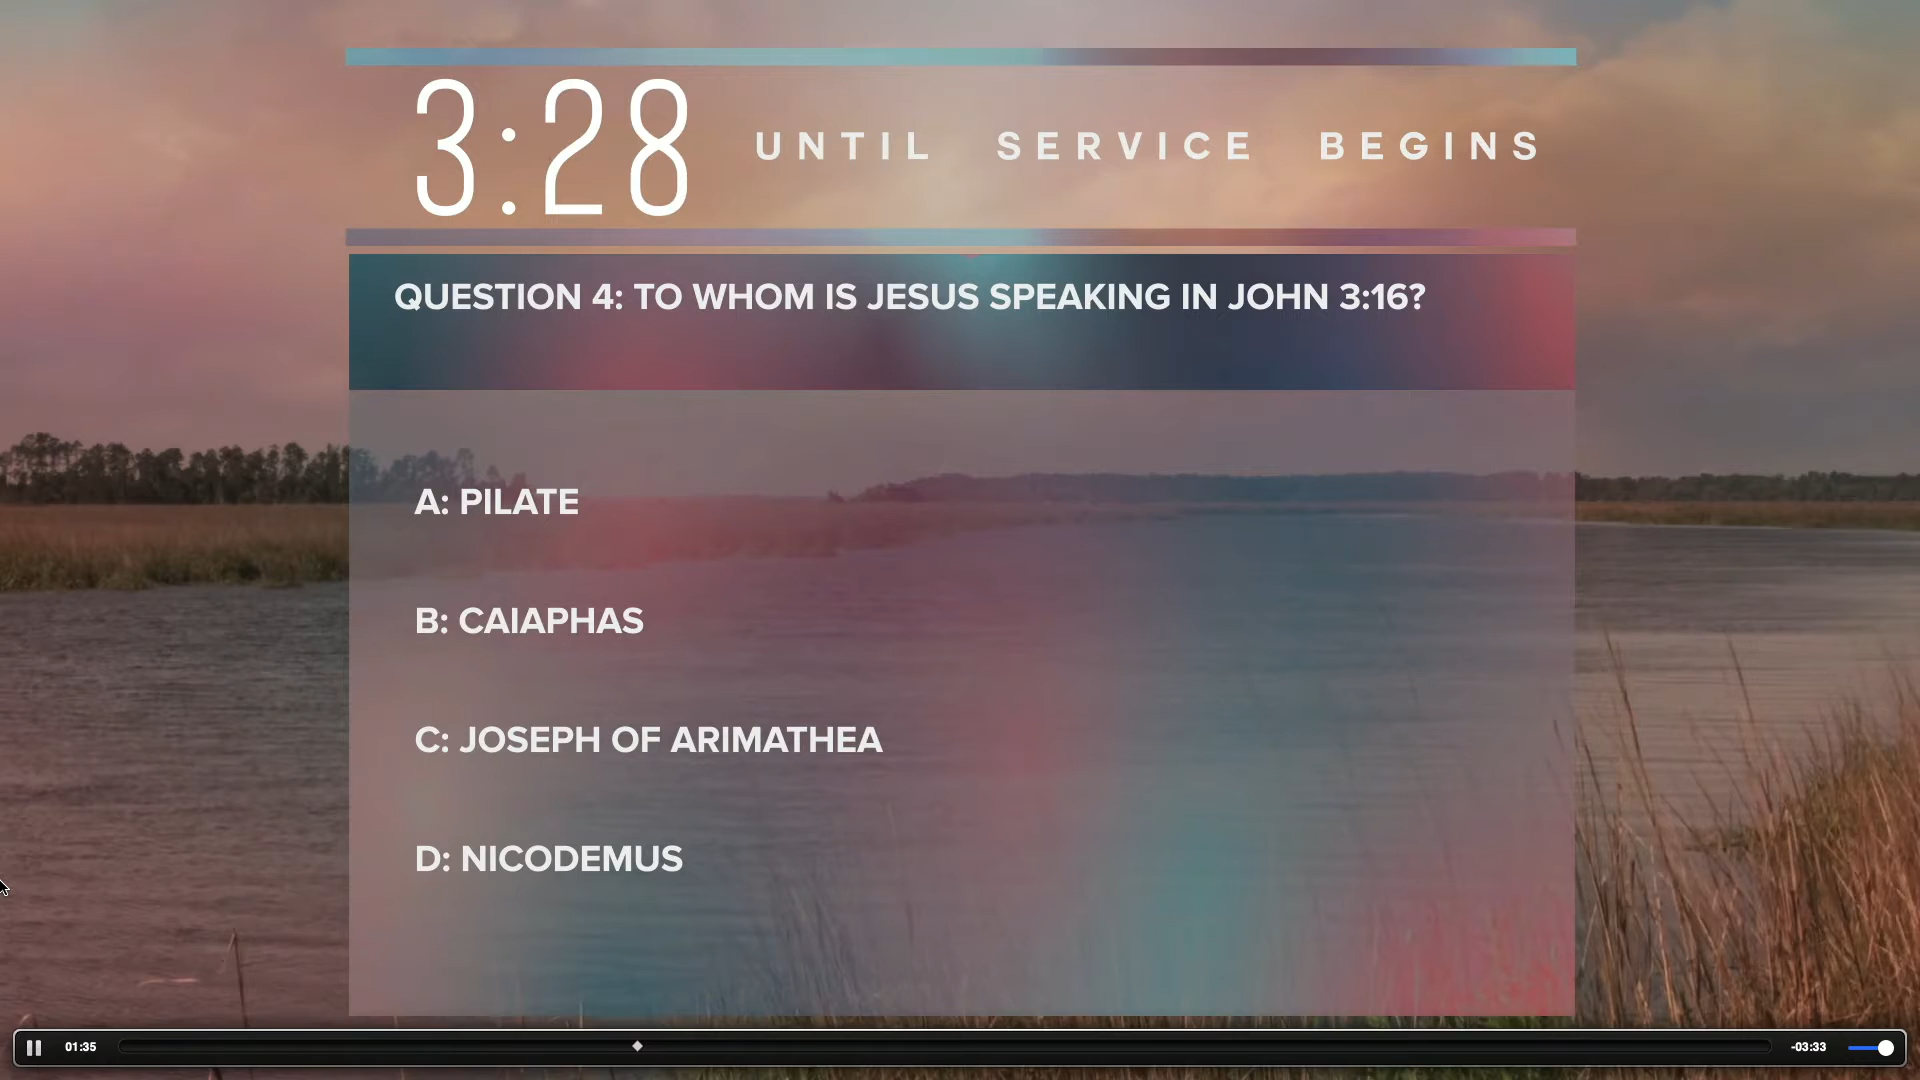 3:28 UNTIL SERVICE BEGINS
QUESTION 4: TO WHOM IS JESUS SPEAKING IN JOHN 3:16?
A: PILATE
B: CAIAPHAS
C: JOSEPH OF ARIMATHEA
D: NICODEMUS
01:35 -03:33